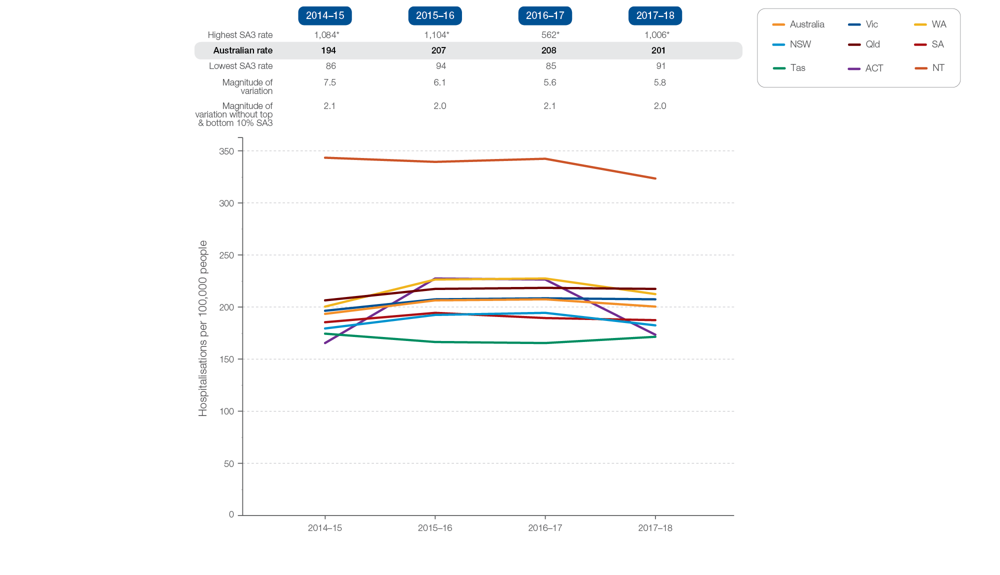 2014–15 2015–16 2016–17 2017–18
Highest SA3 rate 1,084* 1,104* 562* 1,006*
Australian rate 194 207 208 201
Lowest SA3 rate 86 94 85 91
Magnitude of 7.5 6.1 5.6 5.8
variation
Magnitude of 2.1 2.0 2.1 2.0
variation without top
& bottom 10% SA3
Australia Vic WA
NSW Qld SA
Tas ACT NT
Hospitalisations per 100,000 people
350
300
250
200
150
100
50
0
2014–15 2015–16 2016–17 2017–18